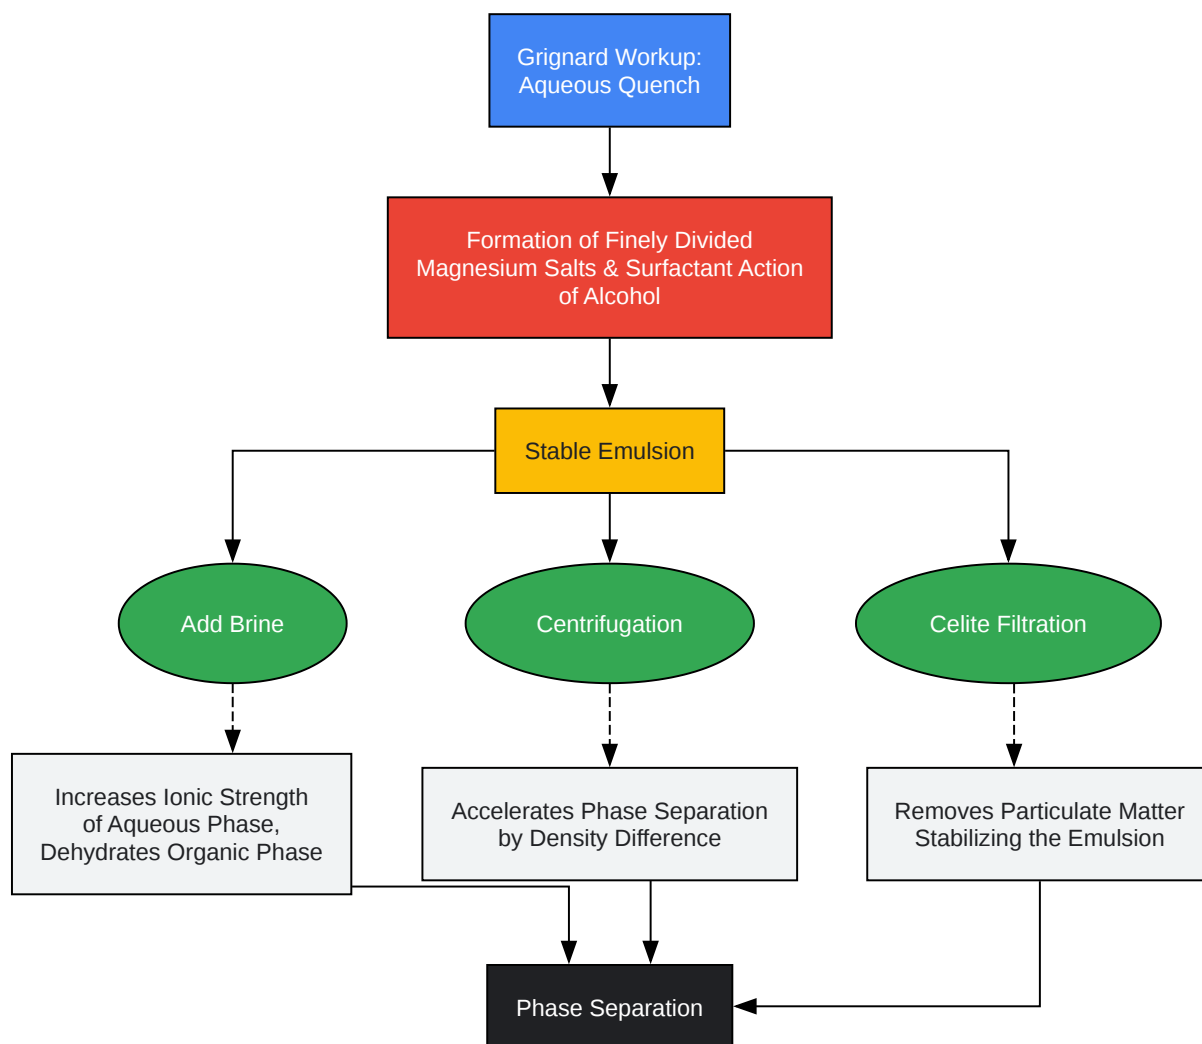 Grignard Workup:
Aqueous Quench
Formation of Finely Divided
Magnesium Salts & Surfactant Action
of Alcohol
Stable Emulsion
Add Brine
Centrifugation
Celite Filtration
Increases Ionic Strength
of Aqueous Phase,
Dehydrates Organic Phase
Accelerates Phase Separation
by Density Difference
Removes Particulate Matter
Stabilizing the Emulsion
Phase Separation